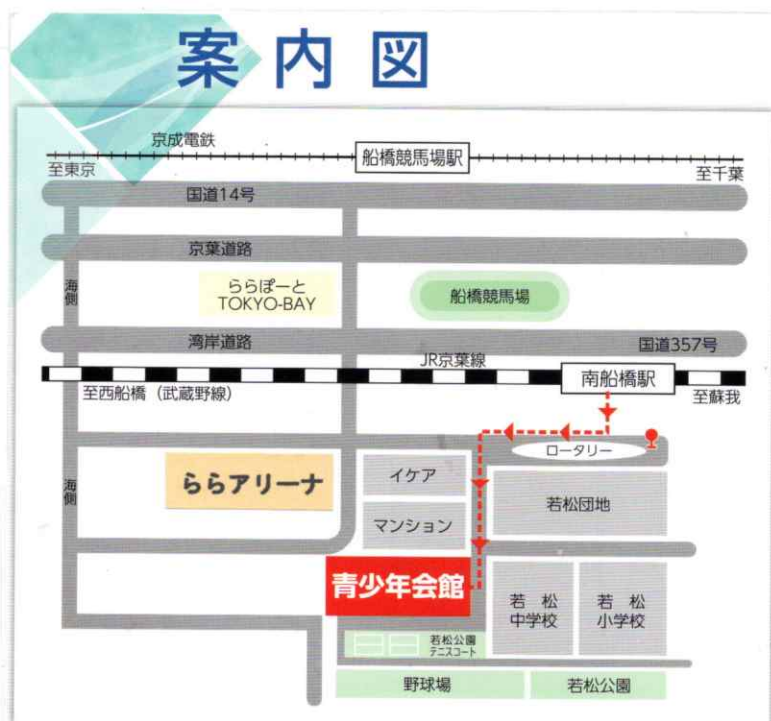 案内図
京成電鉄
船橋競馬場駅
至東京
至千葉
国道14号
京葉道路
海側
ららぽーと
TOKYO-BAY
船橋競馬場
湾岸道路
国道357号
JR京葉線
南船橋駅
至西船橋（武蔵野線）
至蘇我
ロータリー
海側
ららアリーナ
イケア
若松団地
マンション
青少年会館
若松
中学校
若松
小学校
若松公園
テニスコート
野球場
若松公園